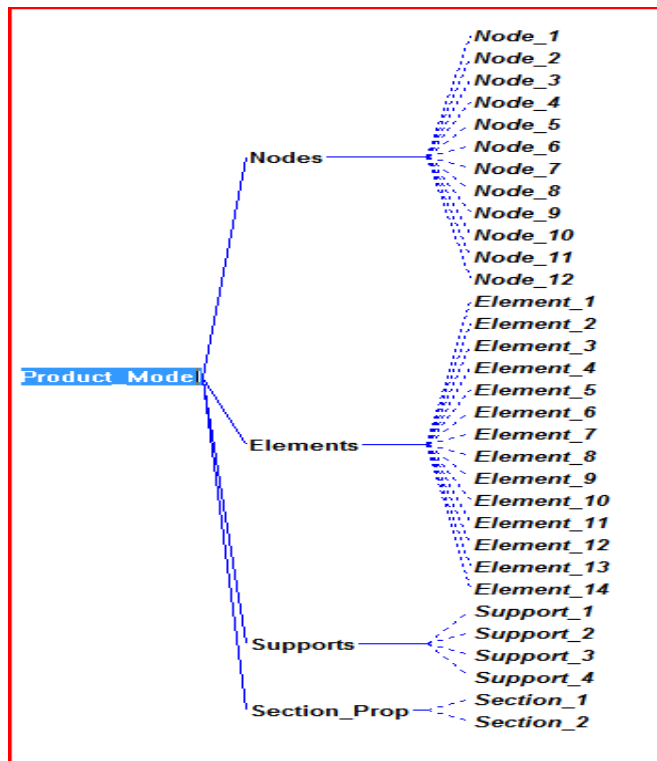 Node_1
Node_2
Node_3
Node_4
Node_5
Node_6
Nodes
Node_7
Node_8
Node_9
Node_10
Node_11
Node_12
Element_1
Element_2
Element_3
Element_4
Product_Model
Element_5
Element_6
Element_7
Elements
Element_8
Element_9
Element_10
Element_11
Element_12
Element_13
Element_14
Support_1
Support_2
Supports
Support_3
Support_4
Section_1
Section_Prop
Section_2